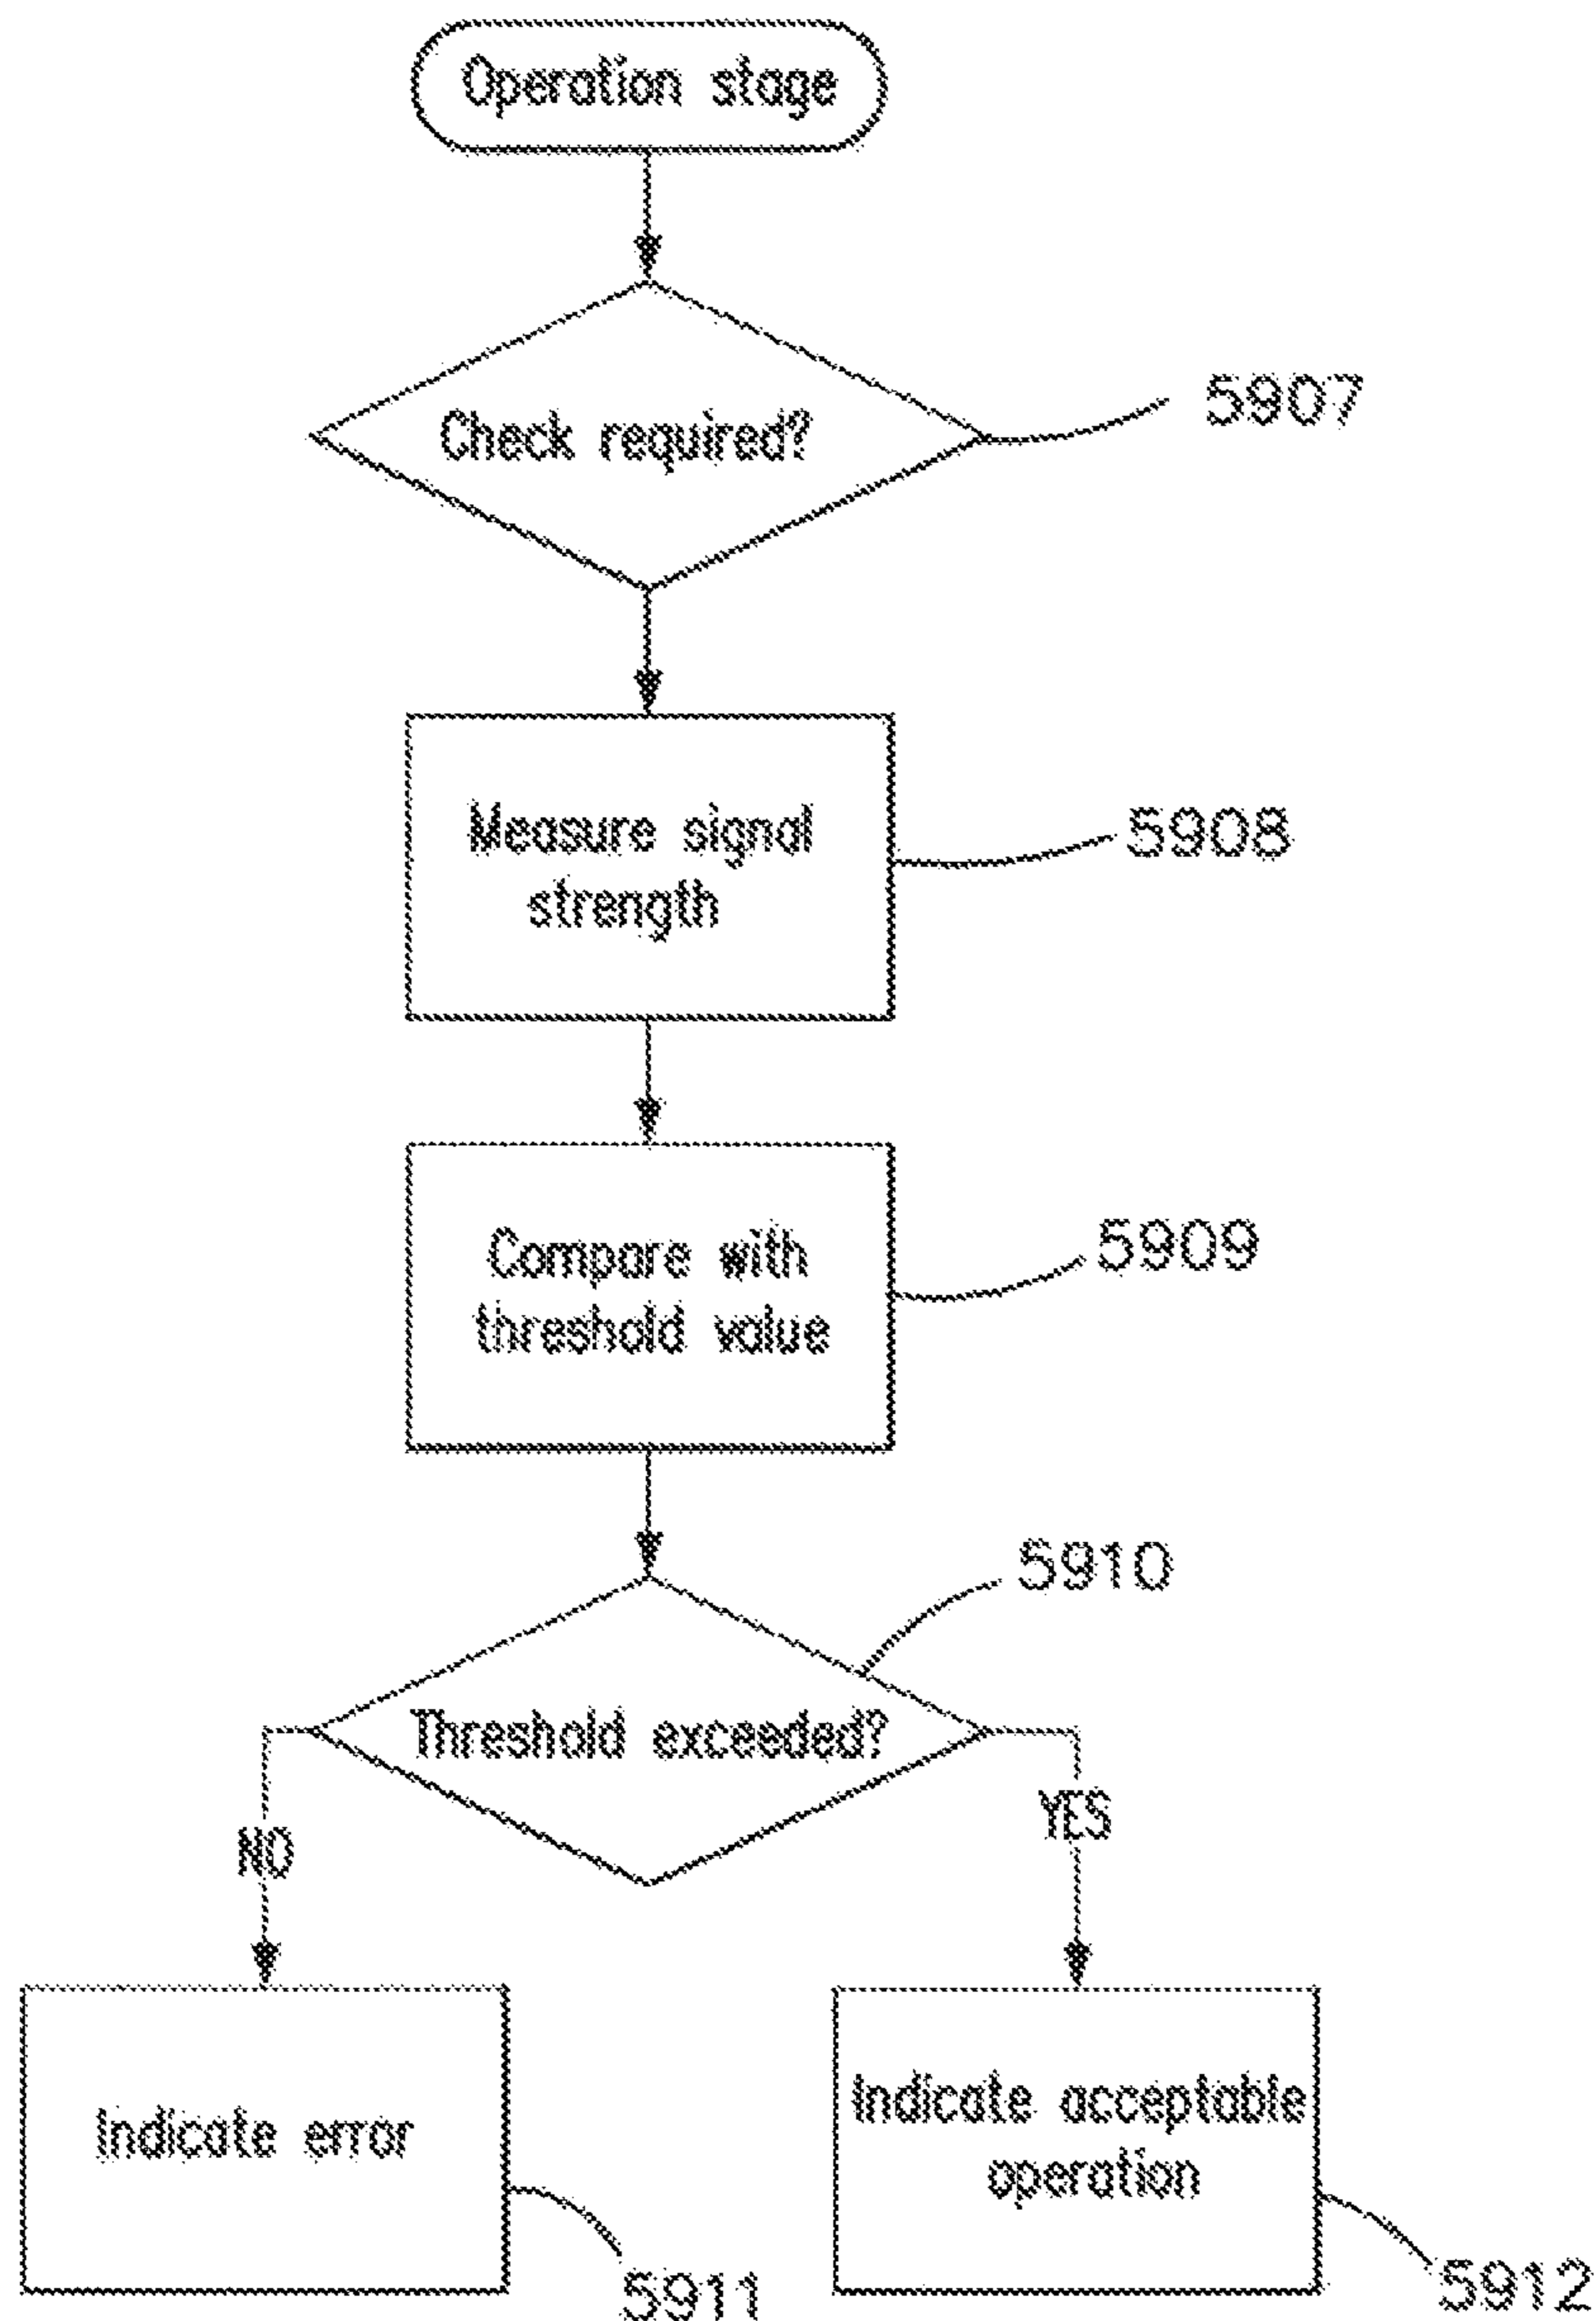 Operation stage
Check required?
5907
Measure signal
strength
5908
Compare with
threshold value
5909
5910
Threshold exceeded?
NO
YES
Indicate error
Indicate acceptable
operation
5911
5912